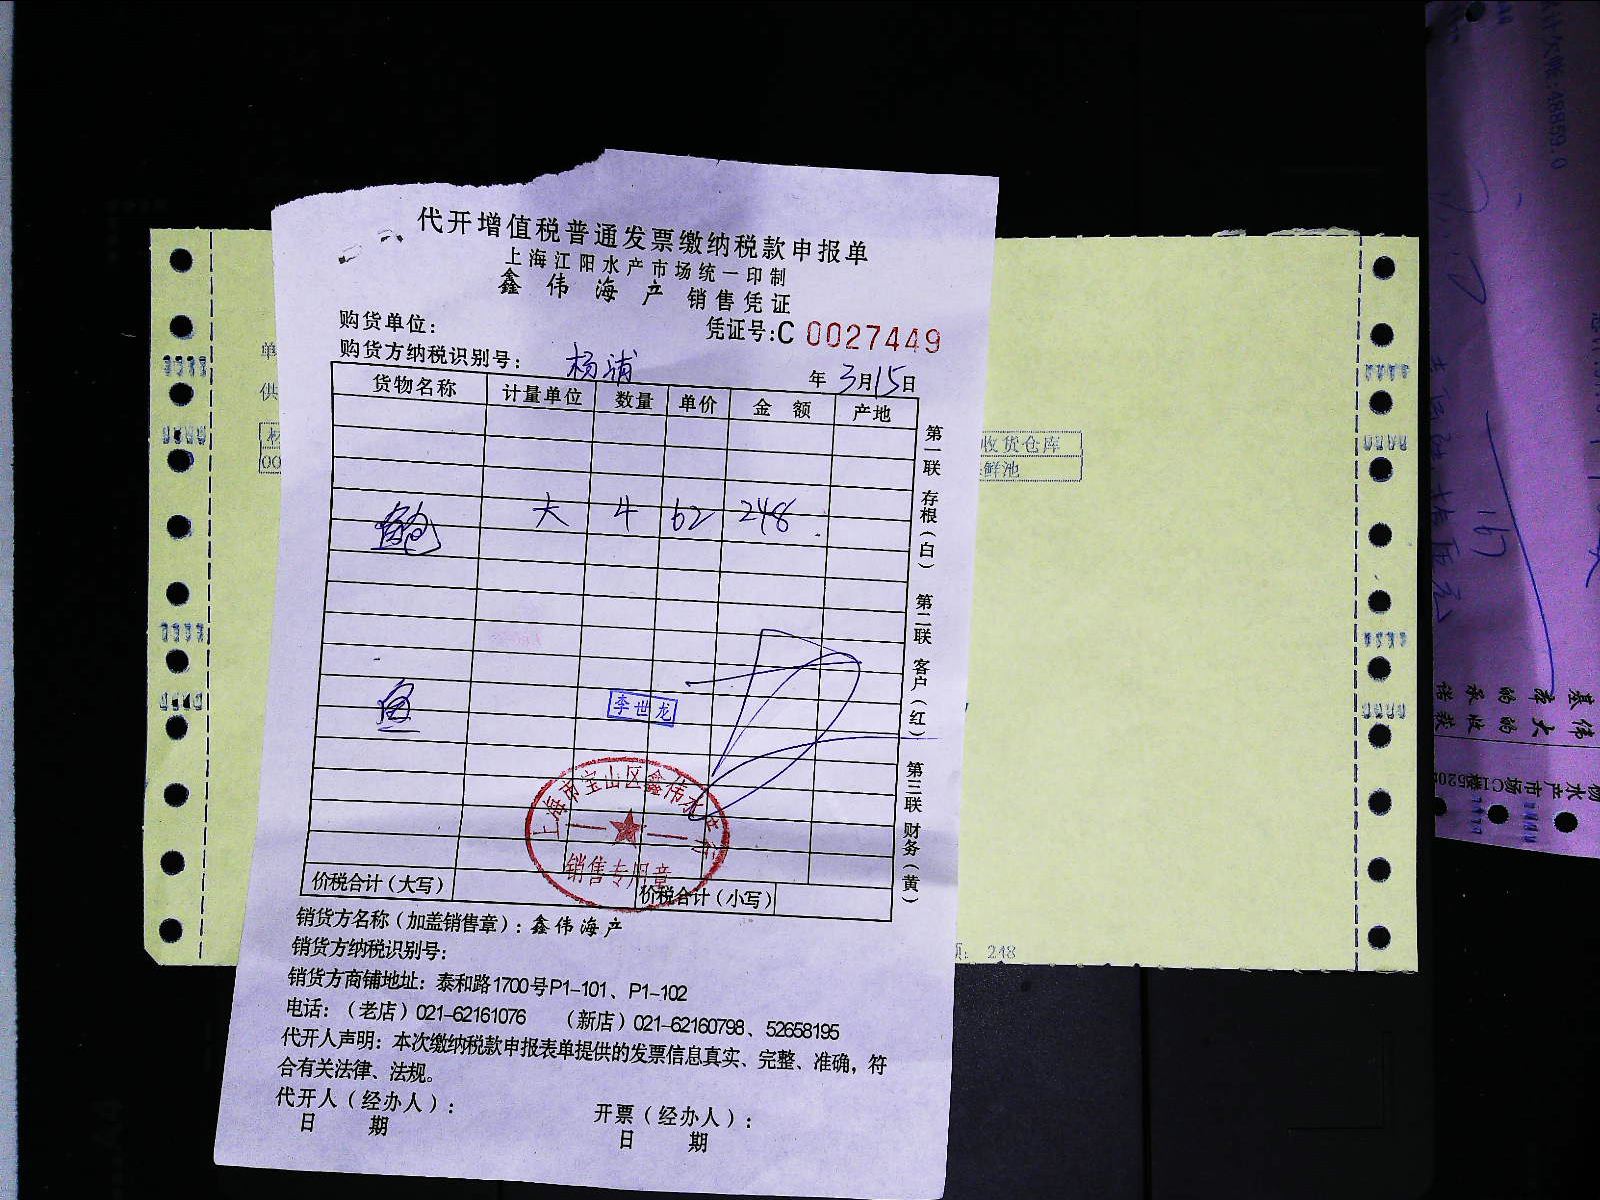 代开增值税普通发票缴纳税款申报单
上海江阳水产市场统一印制
鑫伟海产销售凭证
购货单位：
凭证号:C 0027449
购货方纳税识别号： 杨浦
年 3月15日
货物名称 计量单位 数量 单价 金额 产地
大 4 62 248
李世龙
上海市宝山区鑫伟水产行
销售专用章
价税合计（大写） 价税合计（小写）
第一联 存根（白） 第二联 客户（红） 第三联 财务（黄）
销货方名称（加盖销售章）：鑫伟海产
销货方纳税识别号：
销货方商铺地址：泰和路1700号P1-101、P1-102
电话：（老店）021-62161076 （新店）021-62160798、52658195
代开人声明：本次缴纳税款申报表单提供的发票信息真实、完整、准确，符
合有关法律、法规。
代开人（经办人）： 开票（经办人）：
日 期 日 期
单
供
00
收货仓库
鲜池
248
48859.0